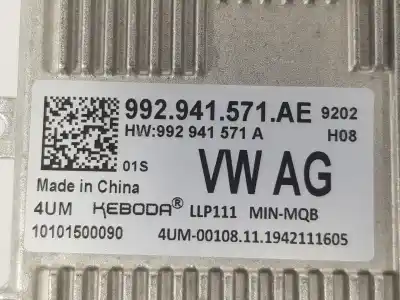 992.941.571.AE 9202
HW:992 941 571 A H08
01S
VW AG
Made in China
4UM KEBODA® LLP111 MIN-MQB
10101500090 4UM-00108.11.1942111605